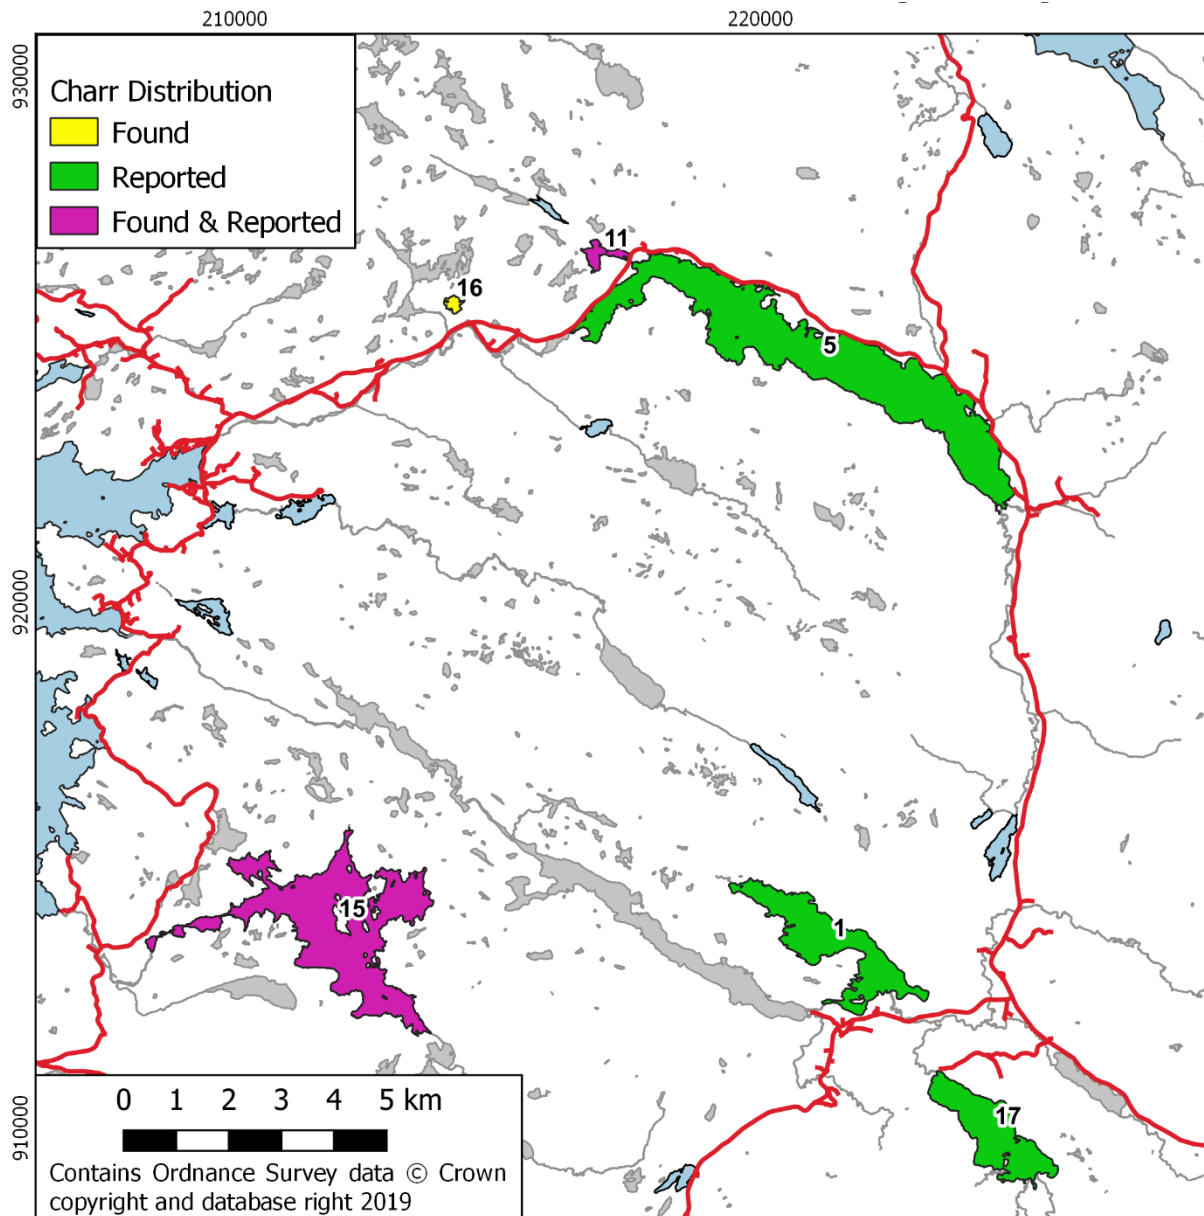 210000 220000
930000
Charr Distribution
Found
Reported
Found & Reported
11
16
5
920000
15
1
0 1 2 3 4 5 km
910000
17
Contains Ordnance Survey data © Crown
copyright and database right 2019